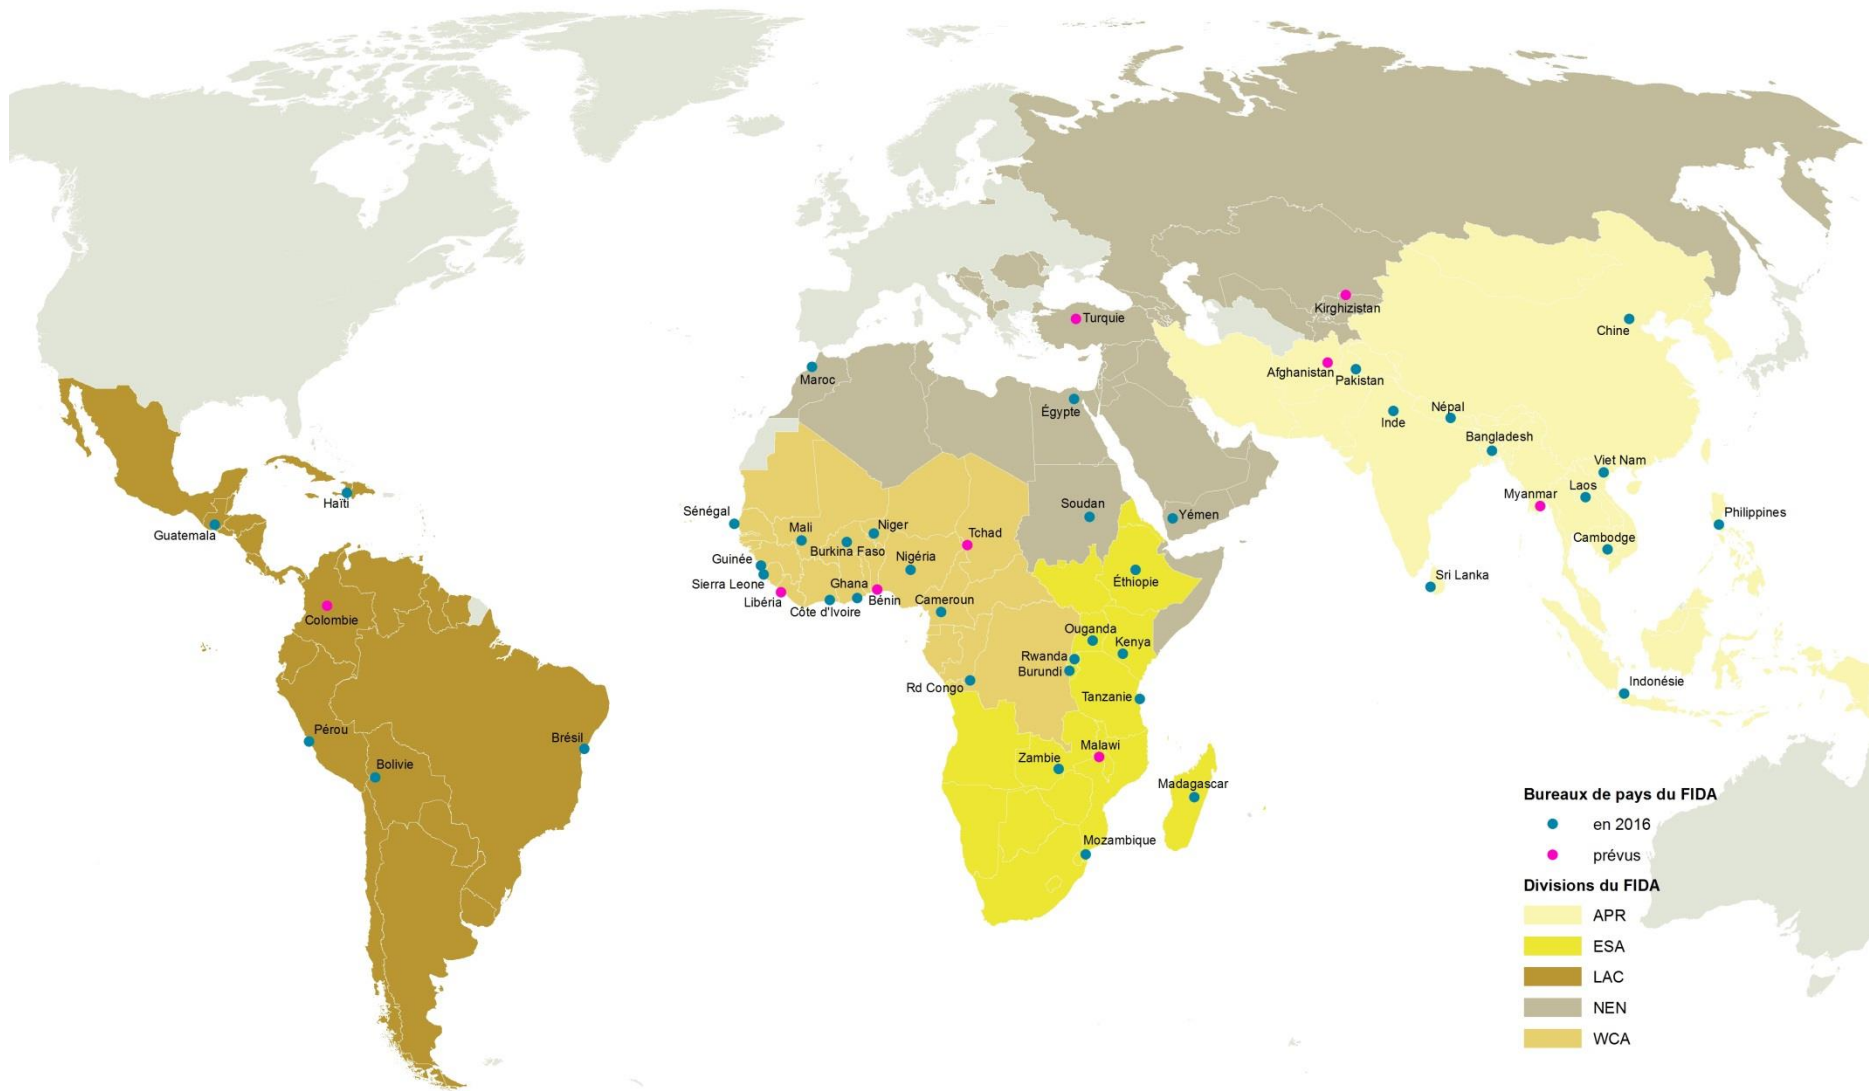 Kirghizistan
Turquie
Chine
Afghanistan
Pakistan
Maroc
Égypte
Inde
Népal
Bangladesh
Viet Nam
Laos
Myanmar
Haïti
Guatemala
Sénégal
Mali
Niger
Burkina Faso
Tchad
Soudan
Yémen
Philippines
Cambodge
Guinée
Sierra Leone
Libéria
Ghana
Nigéria
Bénin
Côte d'Ivoire
Cameroun
Éthiopie
Sri Lanka
Colombie
Ouganda
Kenya
Rwanda
Burundi
Rd Congo
Tanzanie
Indonésie
Pérou
Bolivie
Brésil
Zambie
Malawi
Madagascar
Mozambique
Bureaux de pays du FIDA
en 2016
prévus
Divisions du FIDA
APR
ESA
LAC
NEN
WCA